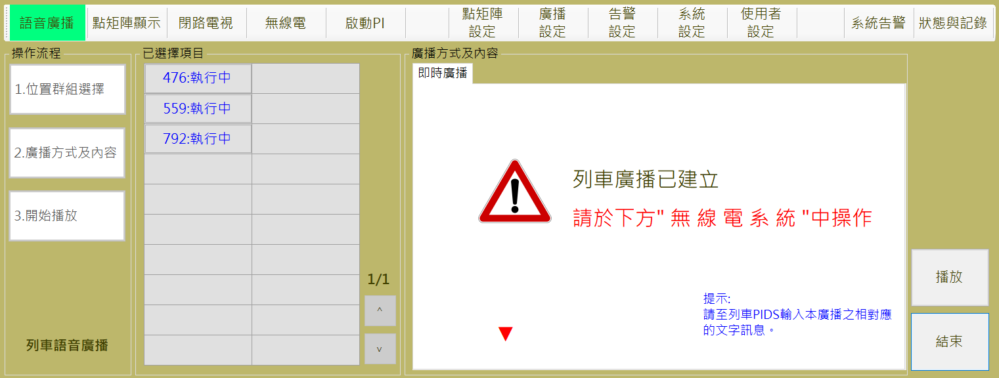 語音廣播
點矩陣顯示
閉路電視
無線電
啟動PI
點矩陣
設定
廣播
設定
告警
設定
系統
設定
使用者
設定
系統告警
狀態與記錄
操作流程
1.位置群組選擇
2.廣播方式及內容
3.開始播放
列車語音廣播
已選擇項目
476:執行中
559:執行中
792:執行中
1/1
^
v
廣播方式及內容
即時廣播
列車廣播已建立
請於下方" 無 線 電 系 統 "中操作
提示:
請至列車PIDS輸入本廣播之相對應
的文字訊息。
播放
結束